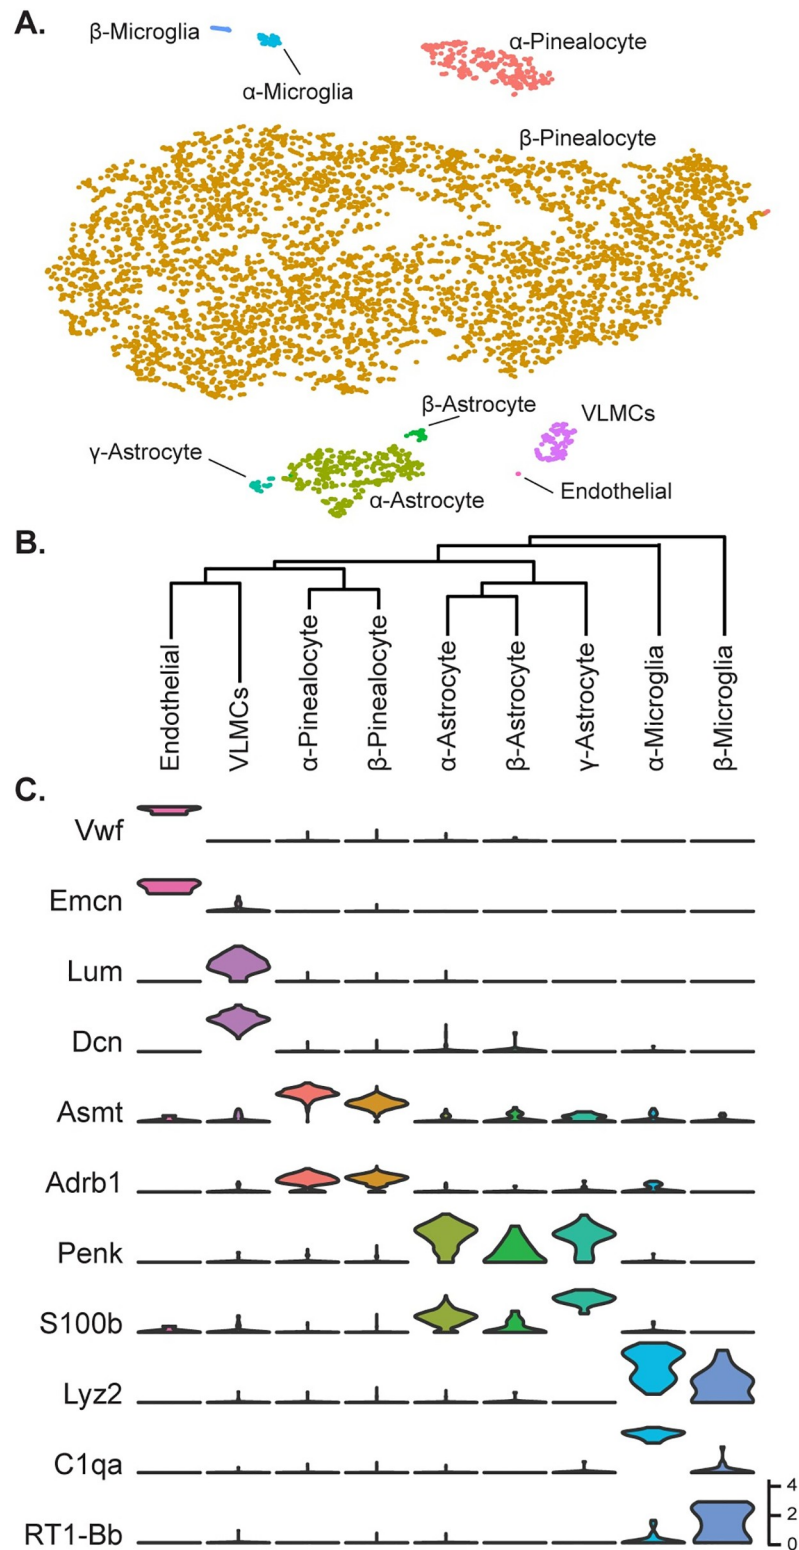 A.
β-Microglia
α-Microglia
α-Pinealocyte
β-Pinealocyte
β-Astrocyte
VLMCs
γ-Astrocyte
α-Astrocyte
Endothelial
B.
Endothelial
VLMCs
α-Pinealocyte
β-Pinealocyte
α-Astrocyte
β-Astrocyte
γ-Astrocyte
α-Microglia
β-Microglia
C.
Vwf
Emcn
Lum
Dcn
Asmt
Adrb1
Penk
S100b
Lyz2
C1qa
RT1-Bb
4
2
0